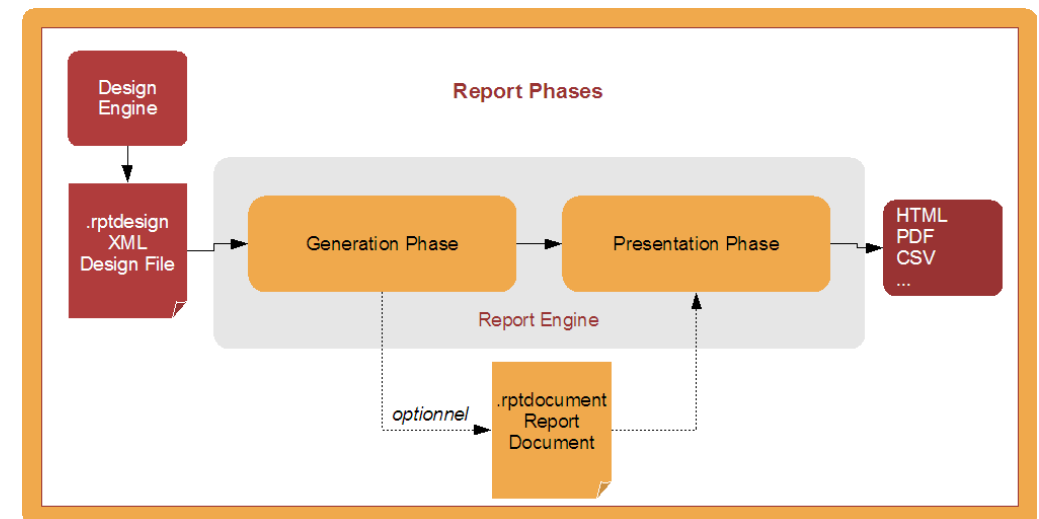 Report Phases
Design
Engine
.rptdesign
XML
Design File
Generation Phase
Presentation Phase
HTML
PDF
CSV
...
Report Engine
optionnel
.rptdocument
Report
Document